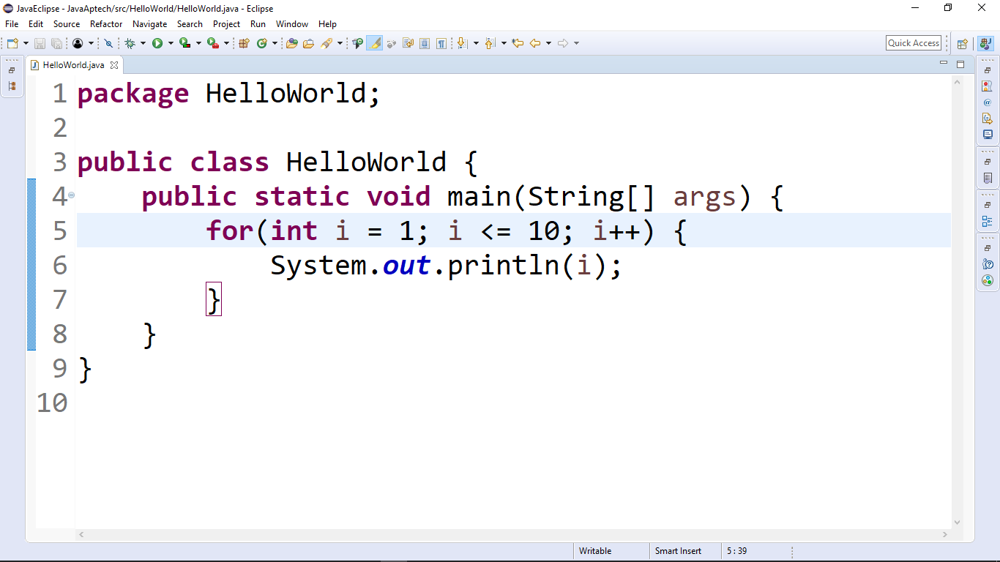 JavaEclipse - JavaAptech/src/HelloWorld/HelloWorld.java - Eclipse
File Edit Source Refactor Navigate Search Project Run Window Help
Quick Access
HelloWorld.java
1 package HelloWorld;
2
3 public class HelloWorld {
4 public static void main(String[] args) {
5 for(int i = 1; i <= 10; i++) {
6 System.out.println(i);
7 }
8 }
9 }
10
Writable Smart Insert 5 : 39